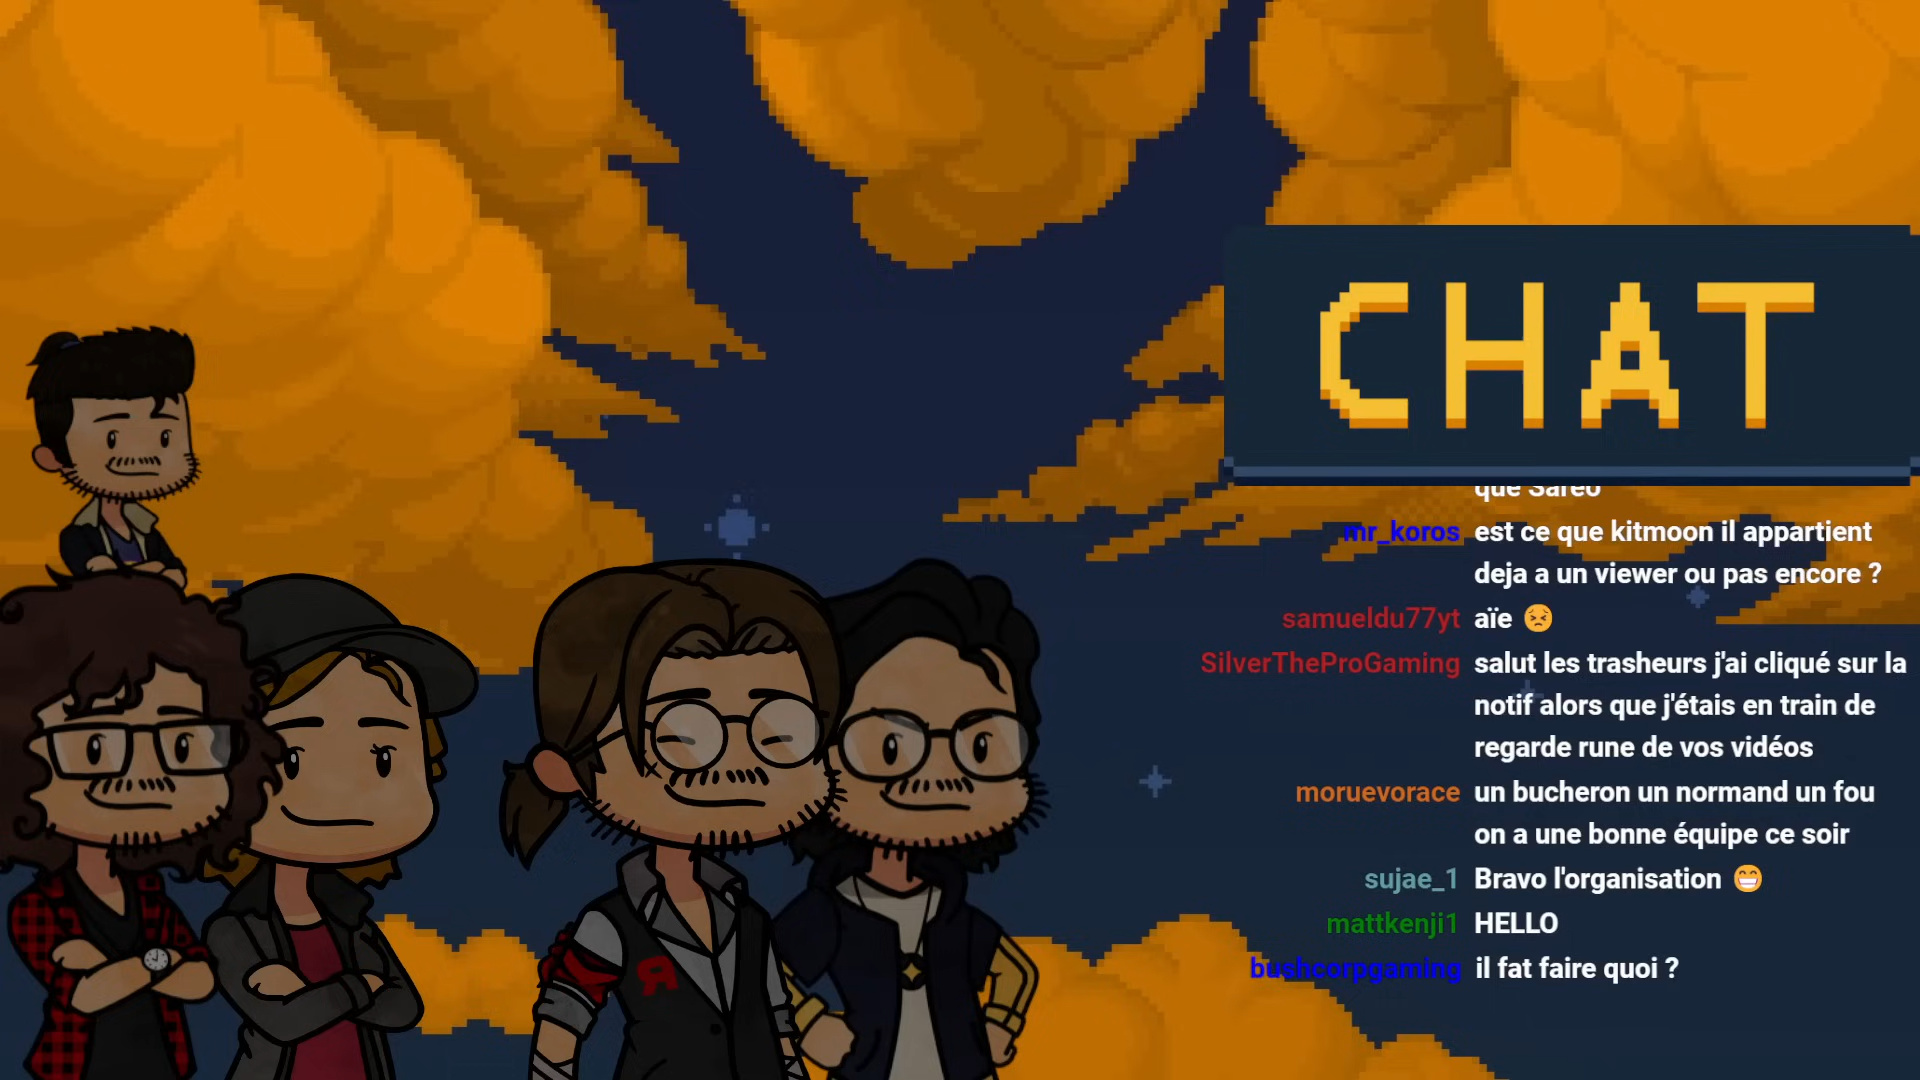 CHAT
que Sareo
mr_koros est ce que kitmoon il appartient
deja a un viewer ou pas encore ?
samueldu77yt aïe 😣
SilverTheProGaming salut les trasheurs j'ai cliqué sur la
notif alors que j'étais en train de
regarde rune de vos vidéos
moruevorace un bucheron un normand un fou
on a une bonne équipe ce soir
sujae_1 Bravo l'organisation 😁
mattkenji1 HELLO
bushcorpgaming il fat faire quoi ?